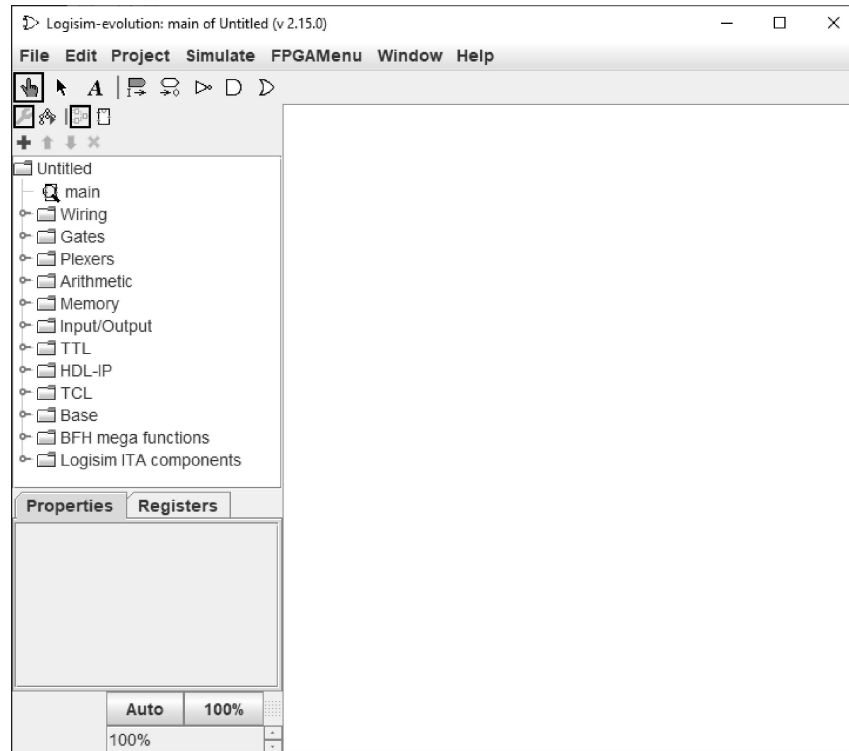 Logisim-evolution: main of Untitled (v 2.15.0)
File Edit Project Simulate FPGAMenu Window Help
A
Untitled
main
Wiring
Gates
Plexers
Arithmetic
Memory
Input/Output
TTL
HDL-IP
TCL
Base
BFH mega functions
Logisim ITA components
Properties Registers
Auto 100%
100%